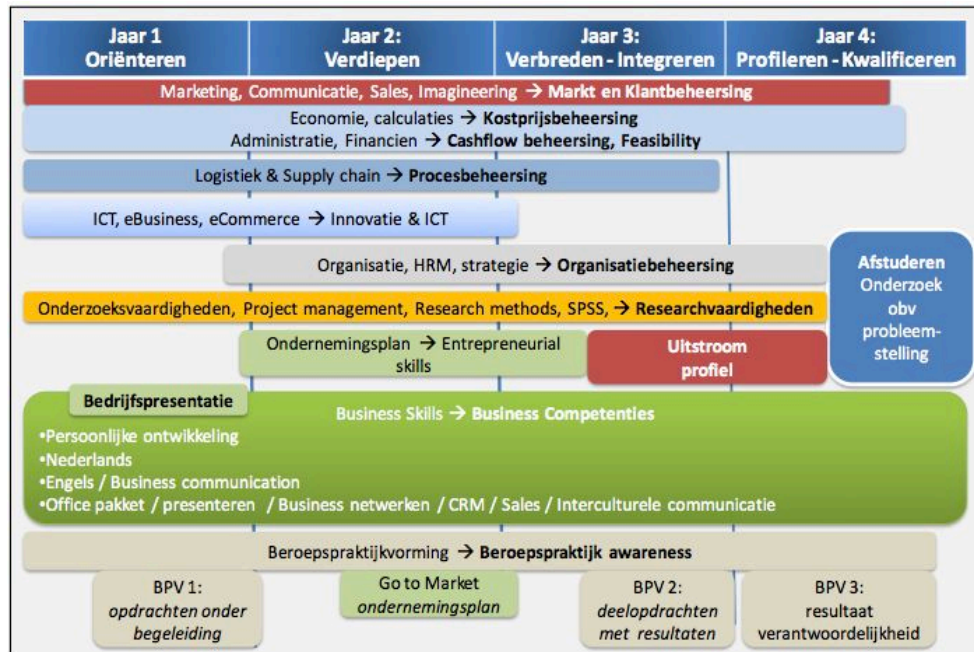 Jaar 1
Oriënteren
Jaar 2:
Verdiepen
Jaar 3:
Verbreden - Integreren
Jaar 4:
Profileren - Kwalificeren
Marketing, Communicatie, Sales, Imagineering → Markt en Klantbeheersing
Economie, calculaties → Kostprijsbeheersing
Administratie, Financien → Cashflow beheersing, Feasibility
Logistiek & Supply chain → Procesbeheersing
ICT, eBusiness, eCommerce → Innovatie & ICT
Organisatie, HRM, strategie → Organisatiebeheersing
Onderzoeksvaardigheden, Project management, Research methods, SPSS, → Researchvaardigheden
Afstuderen
Onderzoek
obv
probleem-
stelling
Ondernemingsplan → Entrepreneurial
skills
Uitstroom
profiel
Bedrijfspresentatie
Business Skills → Business Competenties
•Persoonlijke ontwikkeling
•Nederlands
•Engels / Business communication
•Office pakket / presenteren / Business netwerken / CRM / Sales / Interculturele communicatie
Beroepspraktijkvorming → Beroepspraktijk awareness
BPV 1:
opdrachten onder
begeleiding
Go to Market
ondernemingsplan
BPV 2:
deelopdrachten
met resultaten
BPV 3:
resultaat
verantwoordelijkheid